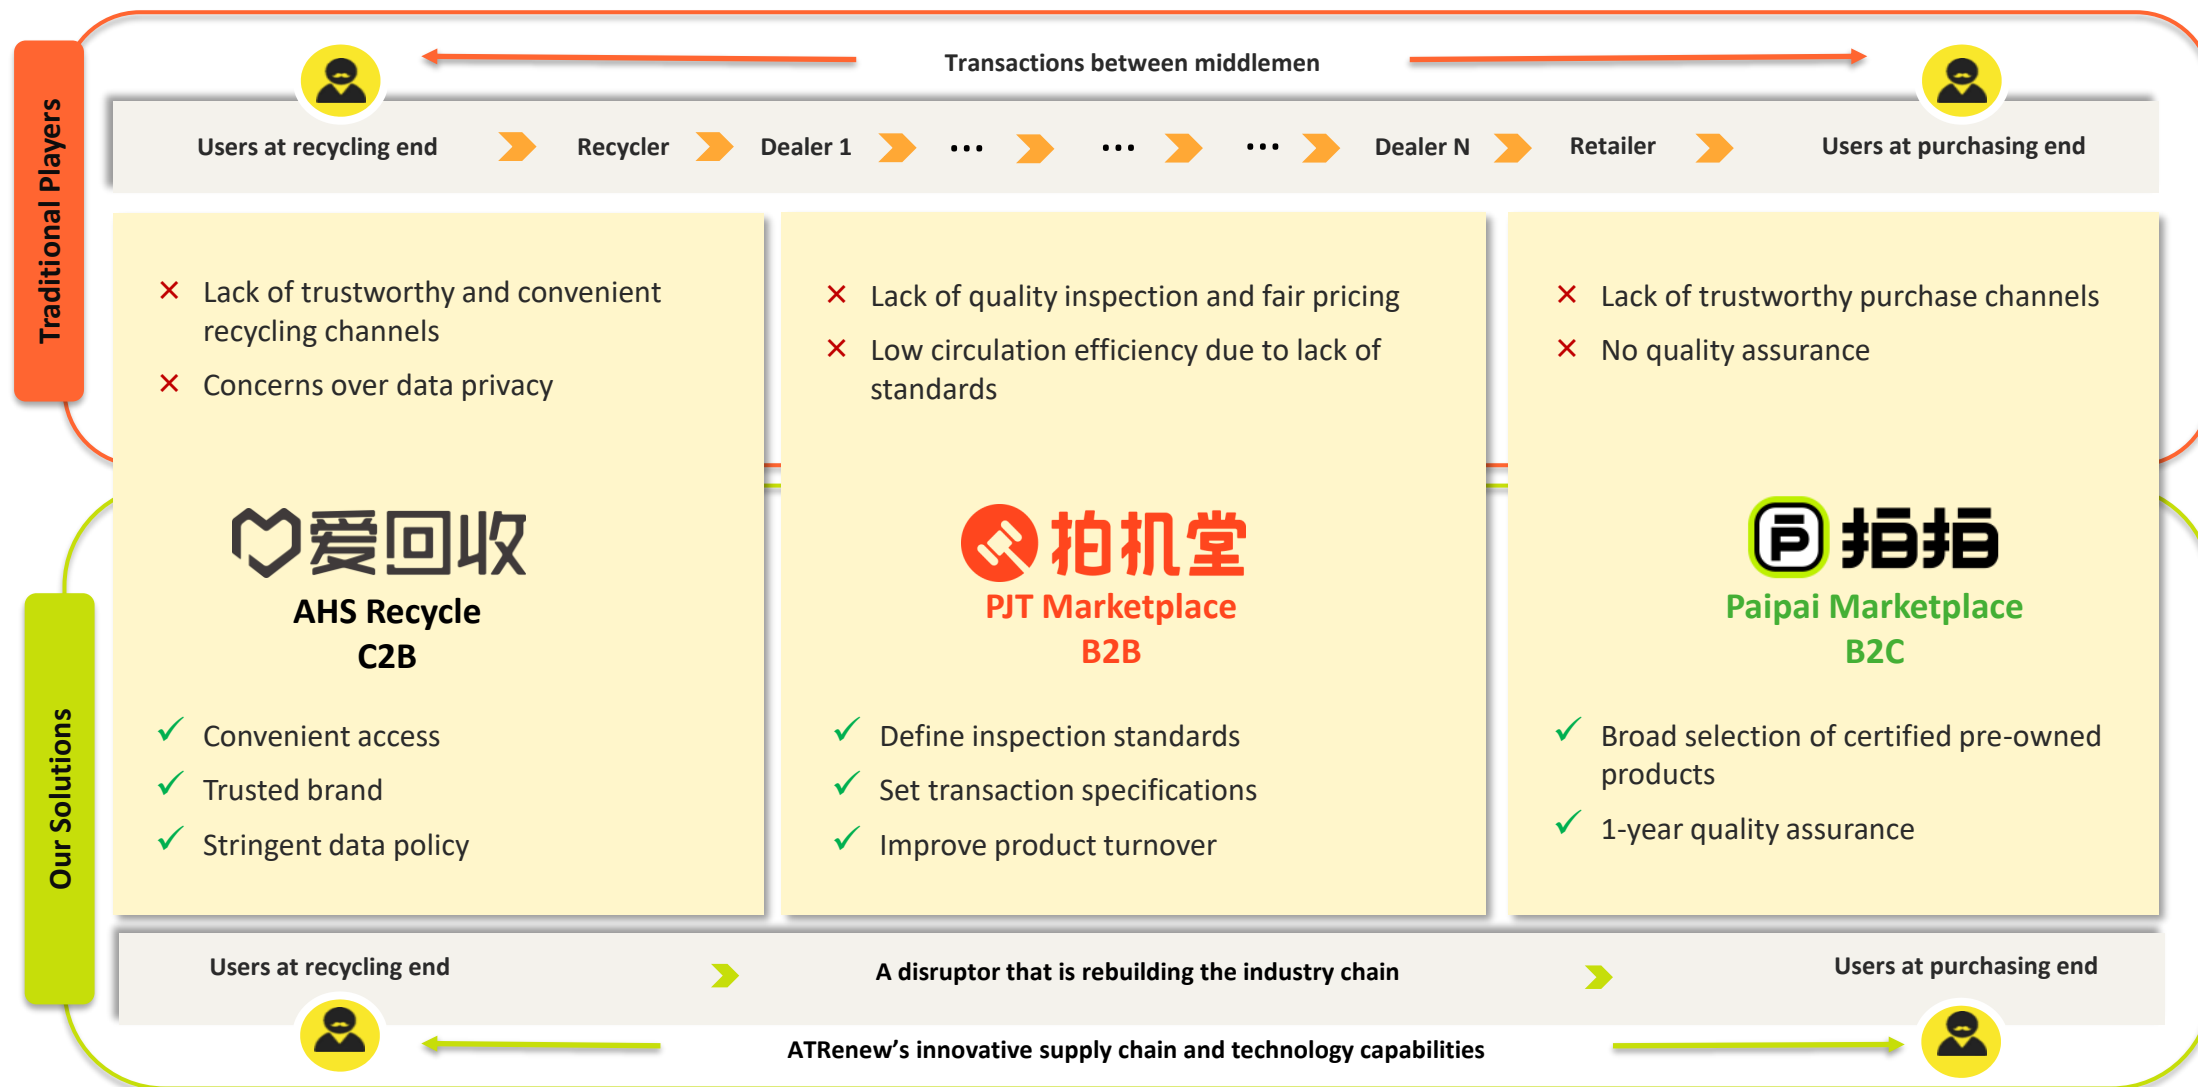 Traditional Players
Transactions between middlemen
Users at recycling end Recycler Dealer 1 ... ... ... Dealer N Retailer Users at purchasing end
× Lack of trustworthy and convenient
recycling channels
× Concerns over data privacy
× Lack of quality inspection and fair pricing
× Low circulation efficiency due to lack of
standards
× Lack of trustworthy purchase channels
× No quality assurance
Our Solutions
爱回收
AHS Recycle
C2B
✓ Convenient access
✓ Trusted brand
✓ Stringent data policy
拍机堂
PJT Marketplace
B2B
✓ Define inspection standards
✓ Set transaction specifications
✓ Improve product turnover
P 拍拍
Paipai Marketplace
B2C
✓ Broad selection of certified pre-owned
products
✓ 1-year quality assurance
Users at recycling end A disruptor that is rebuilding the industry chain Users at purchasing end
ATRenew’s innovative supply chain and technology capabilities